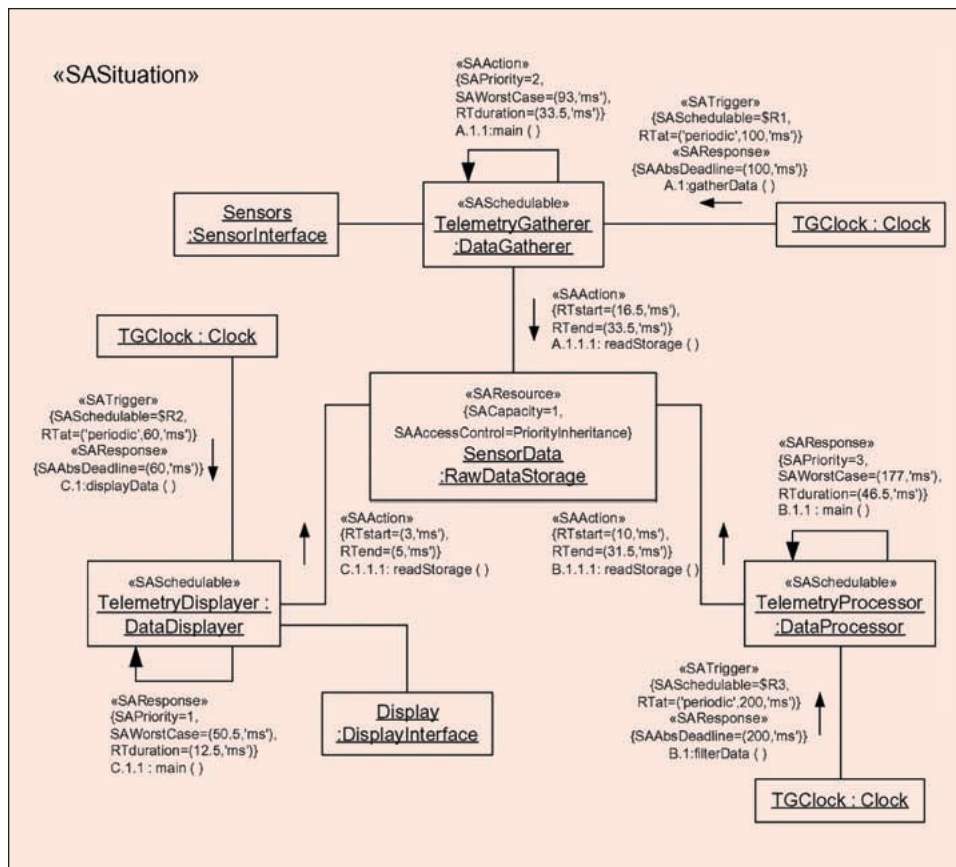 «SASituation»
«SAAction»
{SAPriority=2,
SAWorstCase=(93,'ms'),
RTduration=(33.5,'ms')}
A.1.1:main ( )
«SATrigger»
{SASchedulable=$R1,
RTat=('periodic',100,'ms')}
«SAResponse»
{SAAbsDeadline=(100,'ms')}
A.1:gatherData ( )
Sensors
:SensorInterface
«SASchedulable»
TelemetryGatherer
:DataGatherer
TGClock : Clock
«SAAction»
{RTstart=(16.5,'ms'),
RTend=(33.5,'ms')}
A.1.1.1: readStorage ( )
TGClock : Clock
«SATrigger»
{SASchedulable=$R2,
RTat=('periodic',60,'ms')}
«SAResponse»
{SAAbsDeadline=(60,'ms')}
C.1:displayData ( )
«SAResource»
{SACapacity=1,
SAAccessControl=PriorityInheritance}
SensorData
:RawDataStorage
«SAResponse»
{SAPriority=3,
SAWorstCase=(177,'ms'),
RTduration=(46.5,'ms')}
B.1.1 : main ( )
«SAAction»
{RTstart=(3,'ms'),
RTend=(5,'ms')}
C.1.1.1: readStorage ( )
«SAAction»
{RTstart=(10,'ms'),
RTend=(31.5,'ms')}
B.1.1.1: readStorage ( )
«SASchedulable»
TelemetryDisplayer :
DataDisplayer
«SASchedulable»
TelemetryProcessor
:DataProcessor
«SAResponse»
{SAPriority=1,
SAWorstCase=(50.5,'ms'),
RTduration=(12.5,'ms')}
C.1.1 : main ( )
Display
:DisplayInterface
«SATrigger»
{SASchedulable=$R3,
RTat=('periodic',200,'ms')}
«SAResponse»
{SAAbsDeadline=(200,'ms')}
B.1:filterData ( )
TGClock : Clock